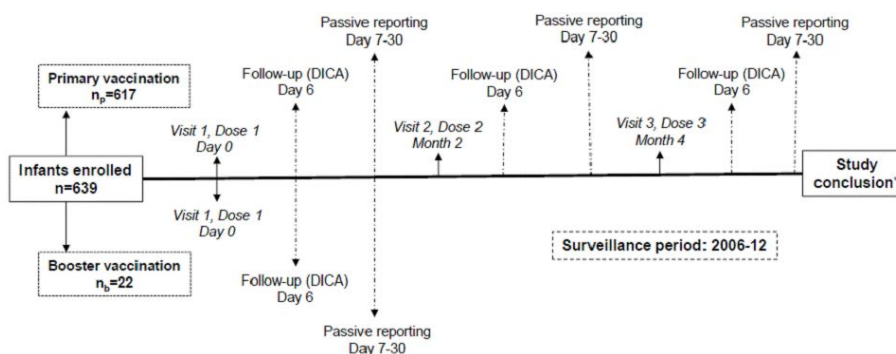 Passive reporting
Day 7-30
Passive reporting
Day 7-30
Passive reporting
Day 7-30
Follow-up (DICA)
Day 6
Follow-up (DICA)
Day 6
Follow-up (DICA)
Day 6
Primary vaccination
np=617
Visit 1, Dose 1
Day 0
Visit 2, Dose 2
Month 2
Visit 3, Dose 3
Month 4
Infants enrolled
n=639
Study
conclusion*
Visit 1, Dose 1
Day 0
Surveillance period: 2006-12
Booster vaccination
nb=22
Follow-up (DICA)
Day 6
Passive reporting
Day 7-30